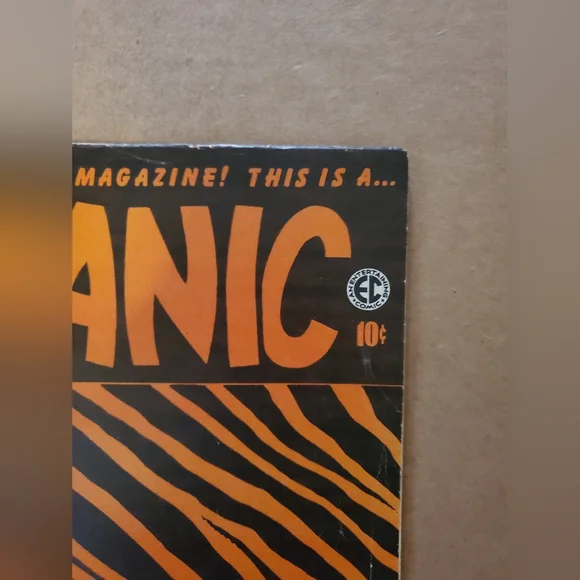 MAGAZINE! THIS IS A...
ANIC
AN ENTERTAINING
EC
COMIC
10¢